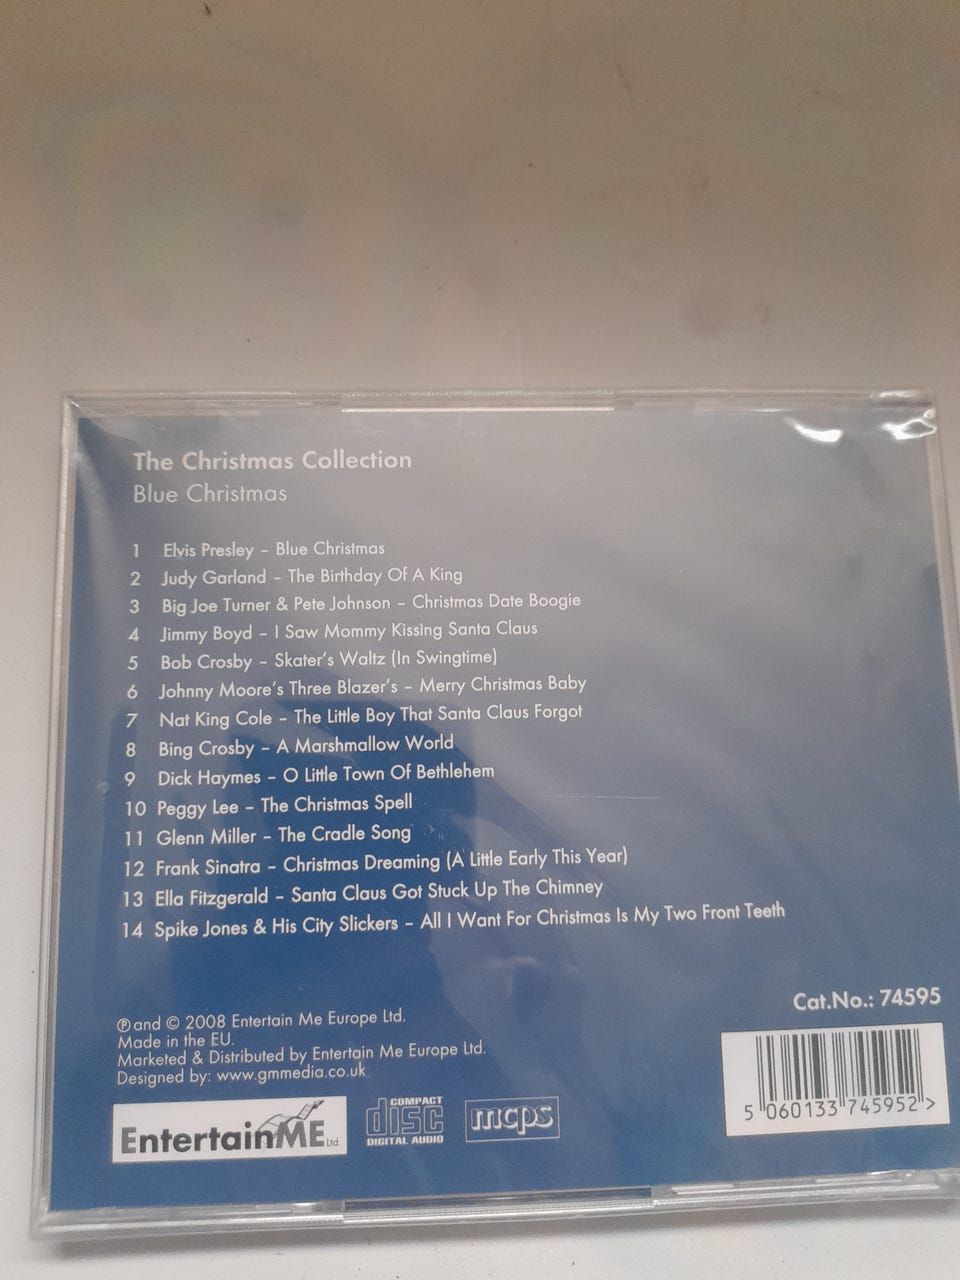 The Christmas Collection
Blue Christmas
1 Elvis Presley – Blue Christmas
2 Judy Garland – The Birthday Of A King
3 Big Joe Turner & Pete Johnson – Christmas Date Boogie
4 Jimmy Boyd – I Saw Mommy Kissing Santa Claus
5 Bob Crosby – Skater's Waltz (In Swingtime)
6 Johnny Moore's Three Blazer's – Merry Christmas Baby
7 Nat King Cole – The Little Boy That Santa Claus Forgot
8 Bing Crosby – A Marshmallow World
9 Dick Haymes – O Little Town Of Bethlehem
10 Peggy Lee – The Christmas Spell
11 Glenn Miller – The Cradle Song
12 Frank Sinatra – Christmas Dreaming (A Little Early This Year)
13 Ella Fitzgerald – Santa Claus Got Stuck Up The Chimney
14 Spike Jones & His City Slickers – All I Want For Christmas Is My Two Front Teeth
Cat.No.: 74595
℗ and © 2008 Entertain Me Europe Ltd.
Made in the EU.
Marketed & Distributed by Entertain Me Europe Ltd.
Designed by: www.gmmedia.co.uk
5 060133 745952 >
EntertainME Ltd.
COMPACT
disc
DIGITAL AUDIO
mcps